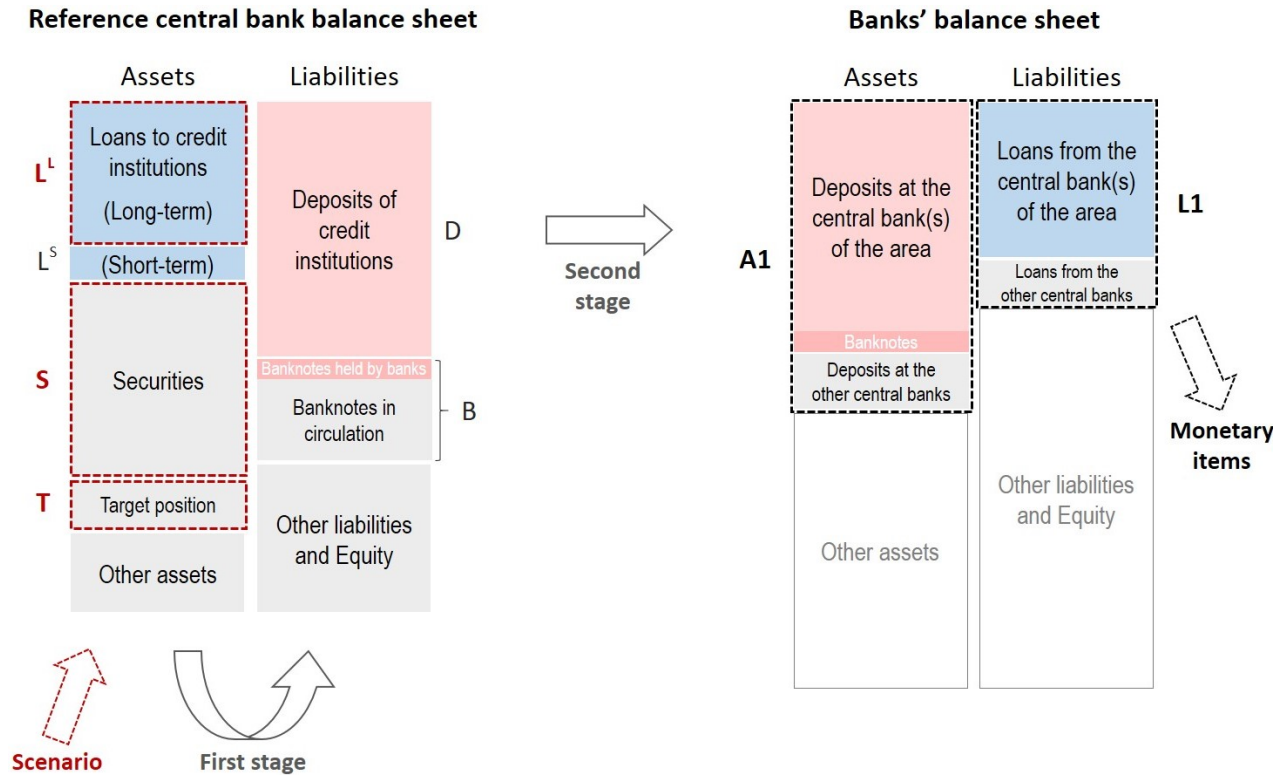 Reference central bank balance sheet
Assets
Liabilities
L^L
Loans to credit
institutions
(Long-term)
L^S
(Short-term)
S
Securities
T
Target position
Other assets
Deposits of
credit
institutions
D
Banknotes held by banks
Banknotes in
circulation
B
Other liabilities
and Equity
Scenario
First stage
Second
stage
Banks’ balance sheet
Assets
Liabilities
A1
Deposits at the
central bank(s)
of the area
Banknotes
Deposits at the
other central banks
Other assets
Loans from the
central bank(s)
of the area
L1
Loans from the
other central banks
Other liabilities
and Equity
Monetary
items